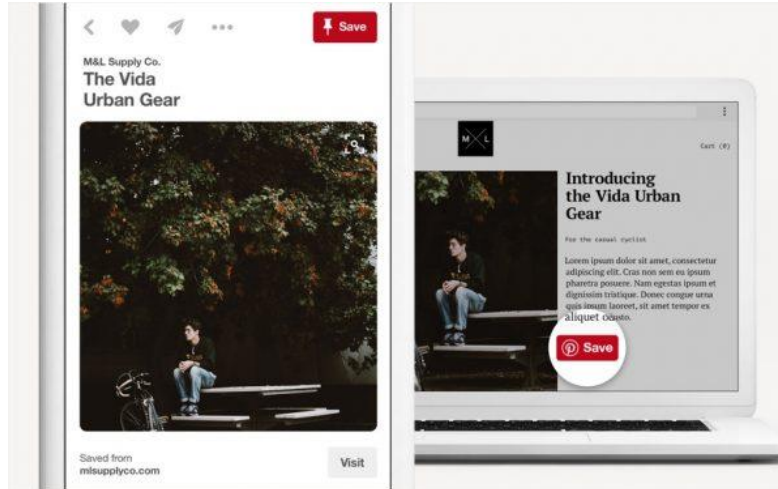 Save
M&L Supply Co.
The Vida
Urban Gear
Saved from
mlsupplyco.com
Visit
M L
Cart (0)
Introducing
the Vida Urban
Gear
For the casual cyclist
Lorem ipsum dolor sit amet, consectetur
adipiscing elit. Cras non sem eu ipsum
pharetra posuere. Nam egestas ipsum et
dignissim tristique. Donec congue urna
quis ipsum laoreet, sit amet tempor ex
aliquet
Save